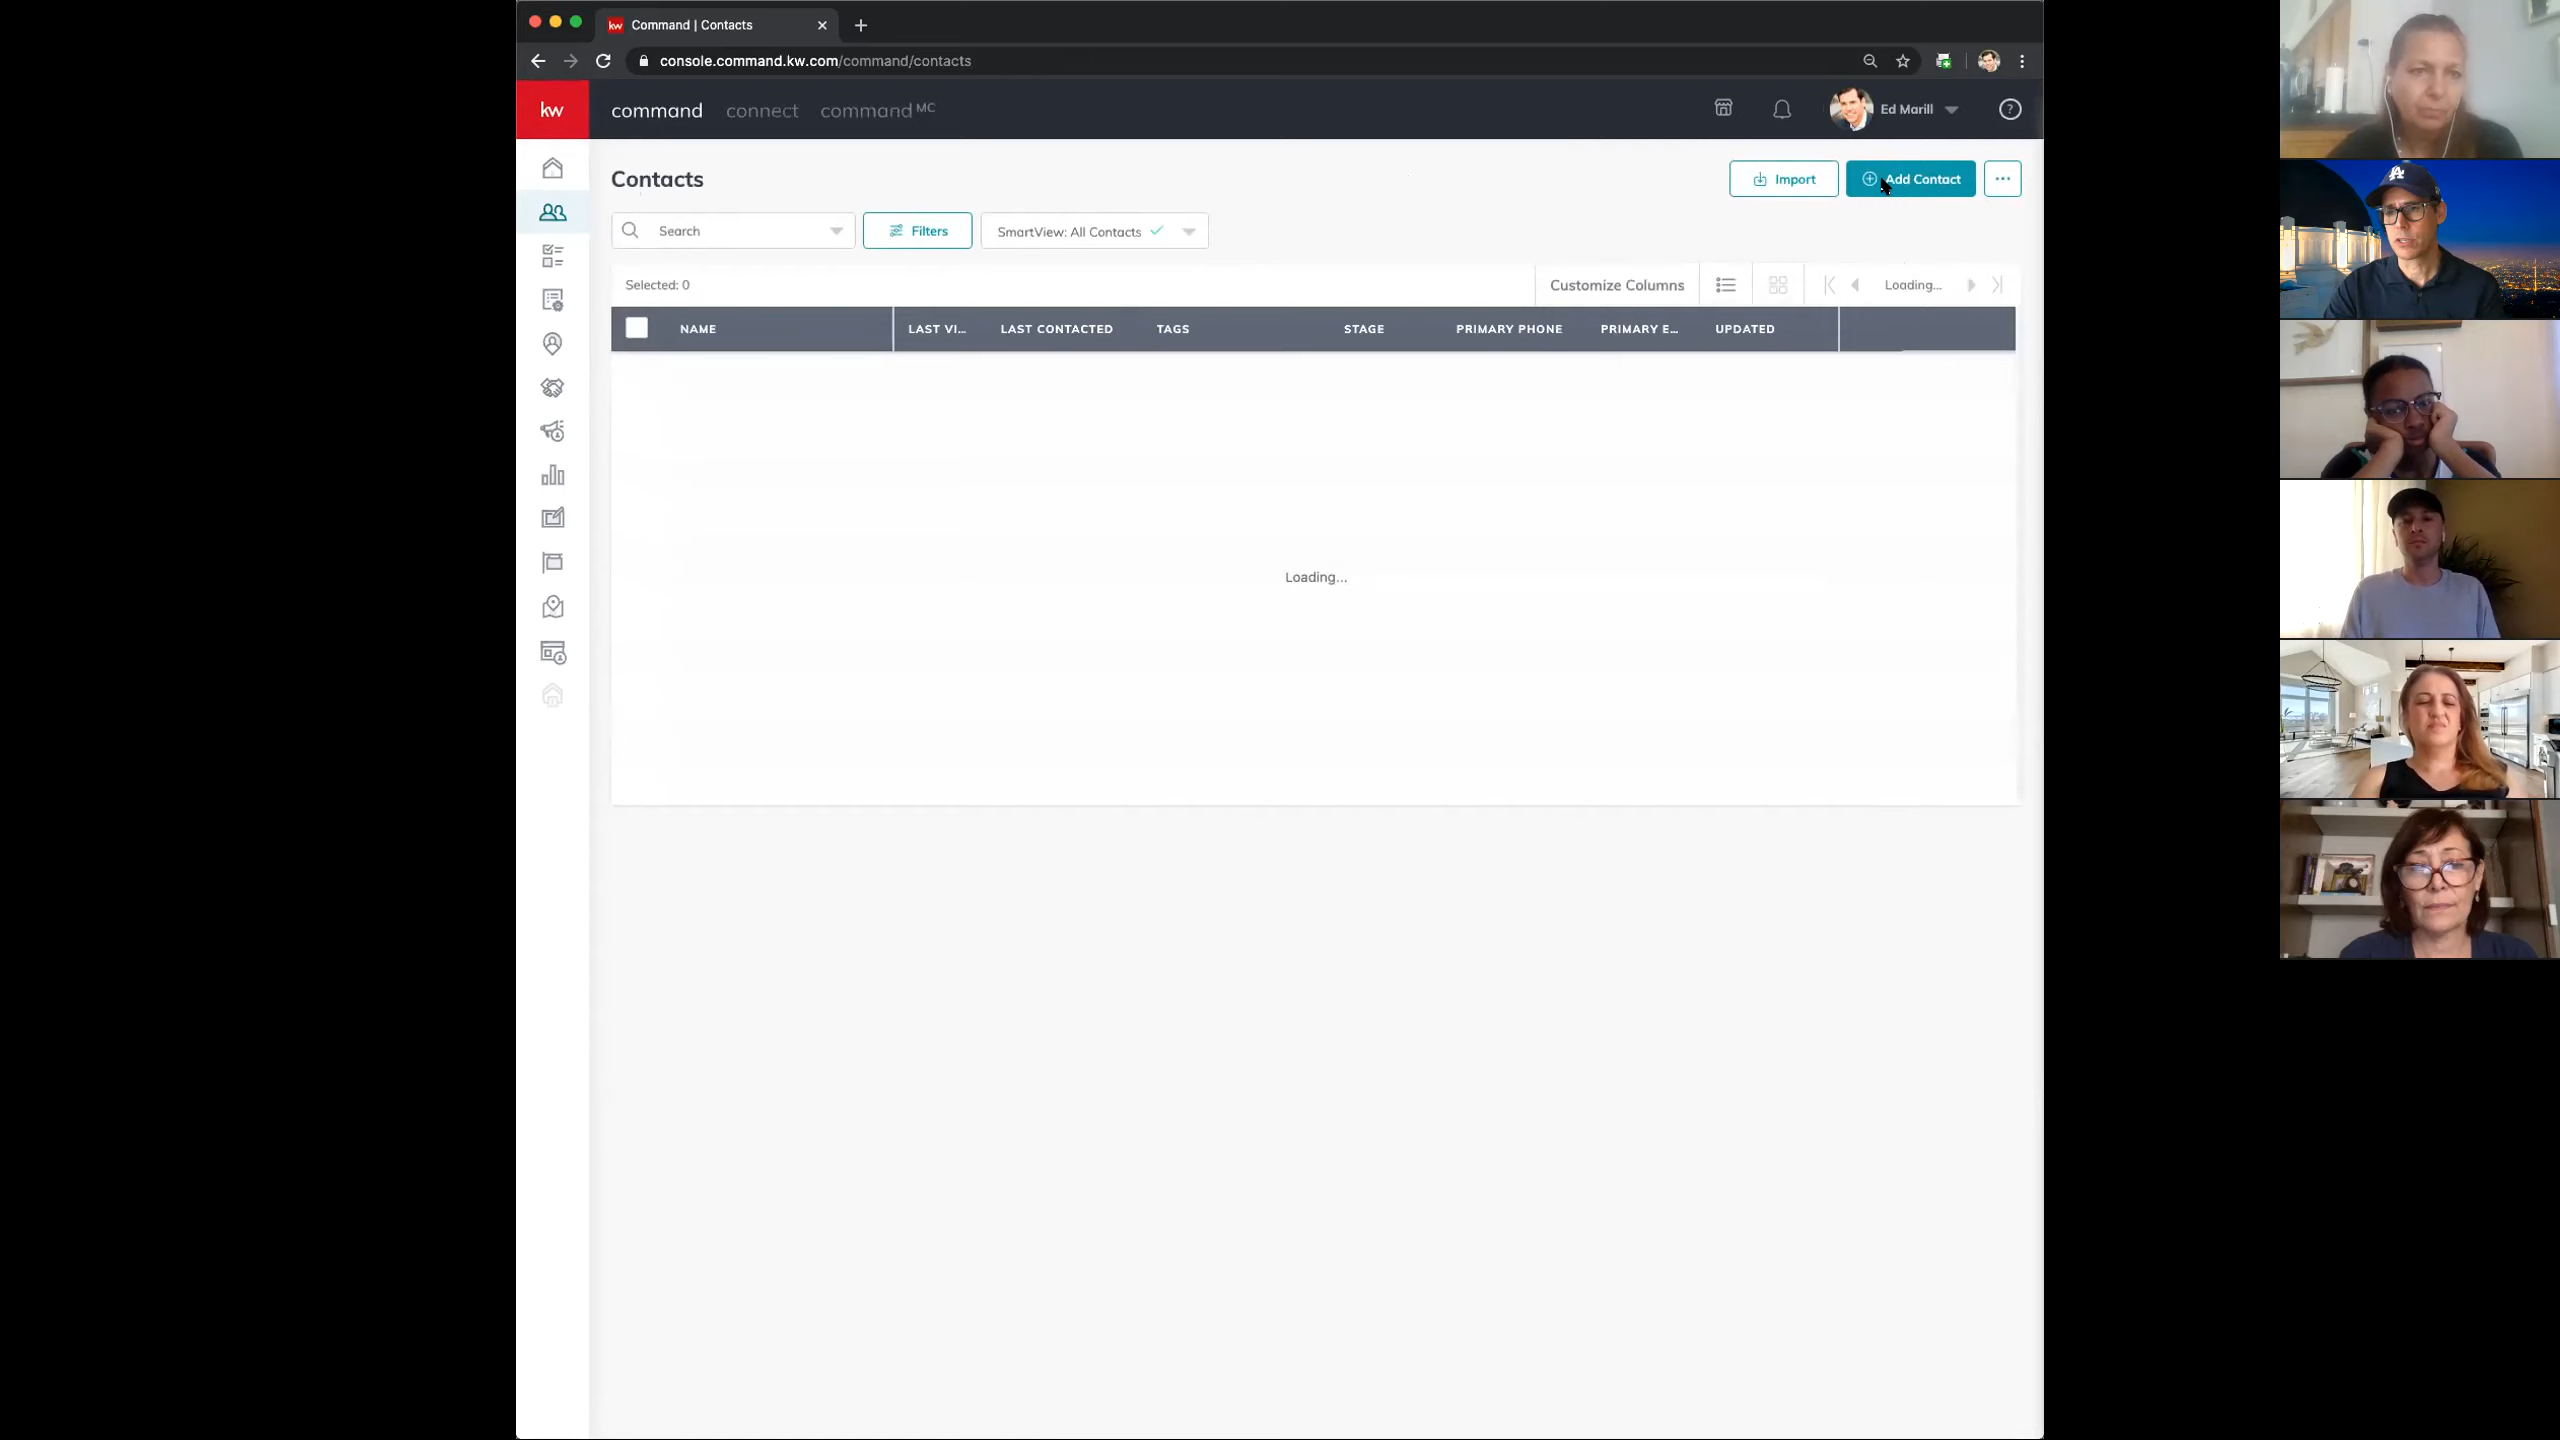 kw Command | Contacts
console.command.kw.com/command/contacts
kw command connect command MC Ed Marill
Contacts Import Add Contact
Search Filters SmartView: All Contacts
Selected: 0 Customize Columns Loading...
NAME LAST VI... LAST CONTACTED TAGS STAGE PRIMARY PHONE PRIMARY E... UPDATED
Loading...